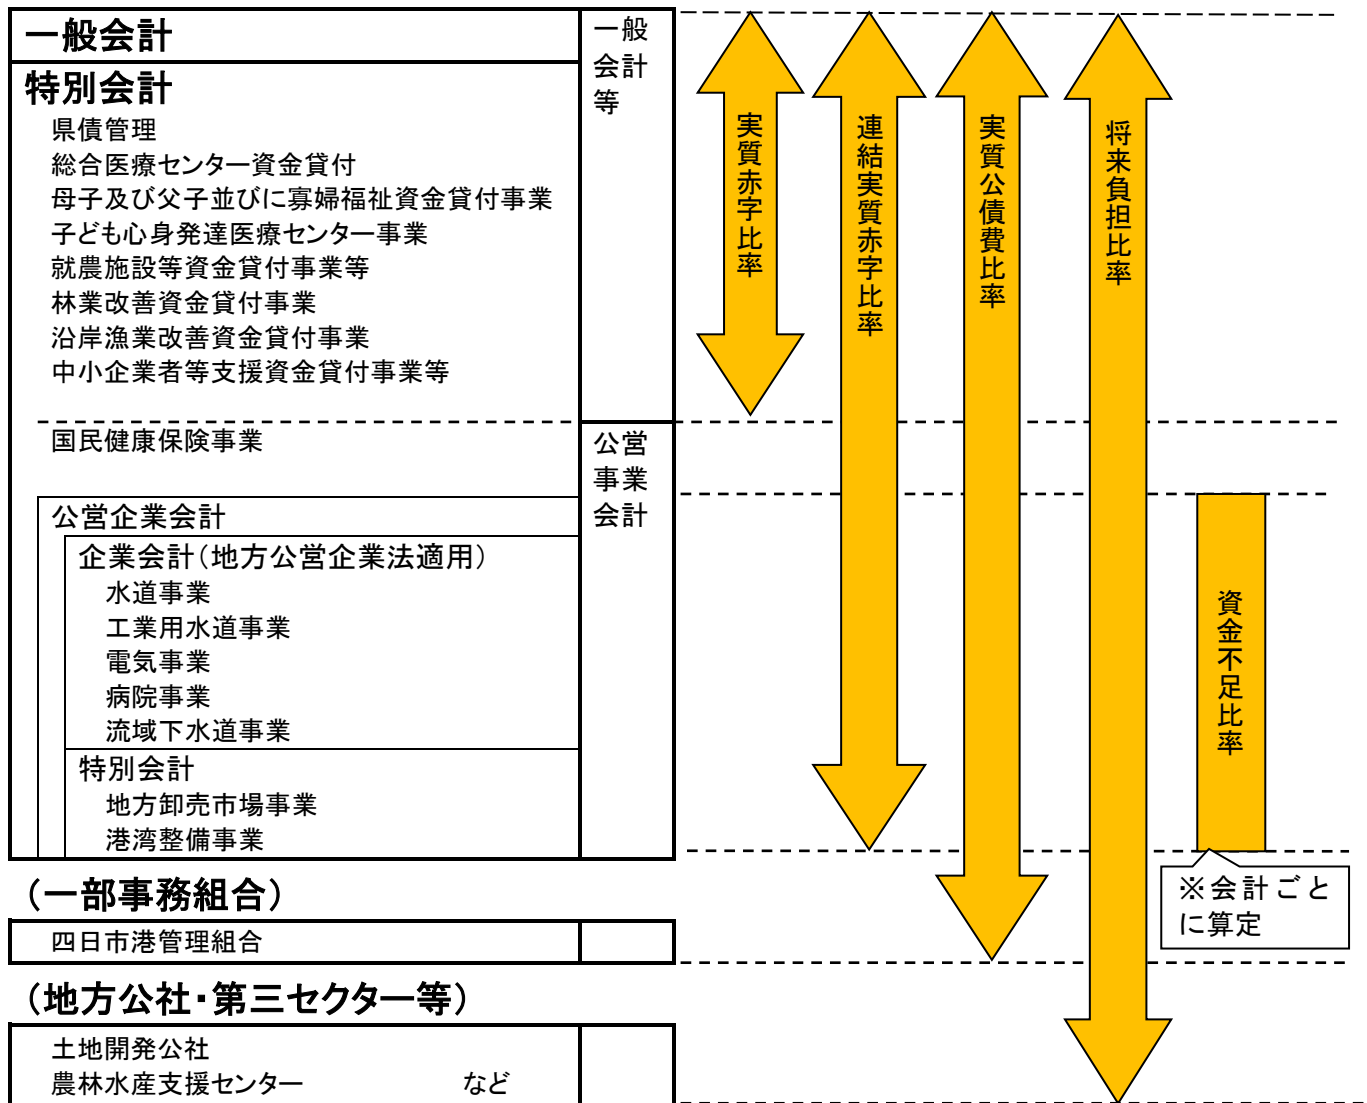 一般会計
一般
会計
等
特別会計
県債管理
総合医療センター資金貸付
母子及び父子並びに寡婦福祉資金貸付事業
子ども心身発達医療センター事業
就農施設等資金貸付事業等
林業改善資金貸付事業
沿岸漁業改善資金貸付事業
中小企業者等支援資金貸付事業等
国民健康保険事業
公営
事業
会計
公営企業会計
企業会計(地方公営企業法適用)
水道事業
工業用水道事業
電気事業
病院事業
流域下水道事業
特別会計
地方卸売市場事業
港湾整備事業
(一部事務組合)
四日市港管理組合
(地方公社・第三セクター等)
土地開発公社
農林水産支援センター など
実質赤字比率
連結実質赤字比率
実質公債費比率
将来負担比率
資金不足比率
※会計ごと
に算定